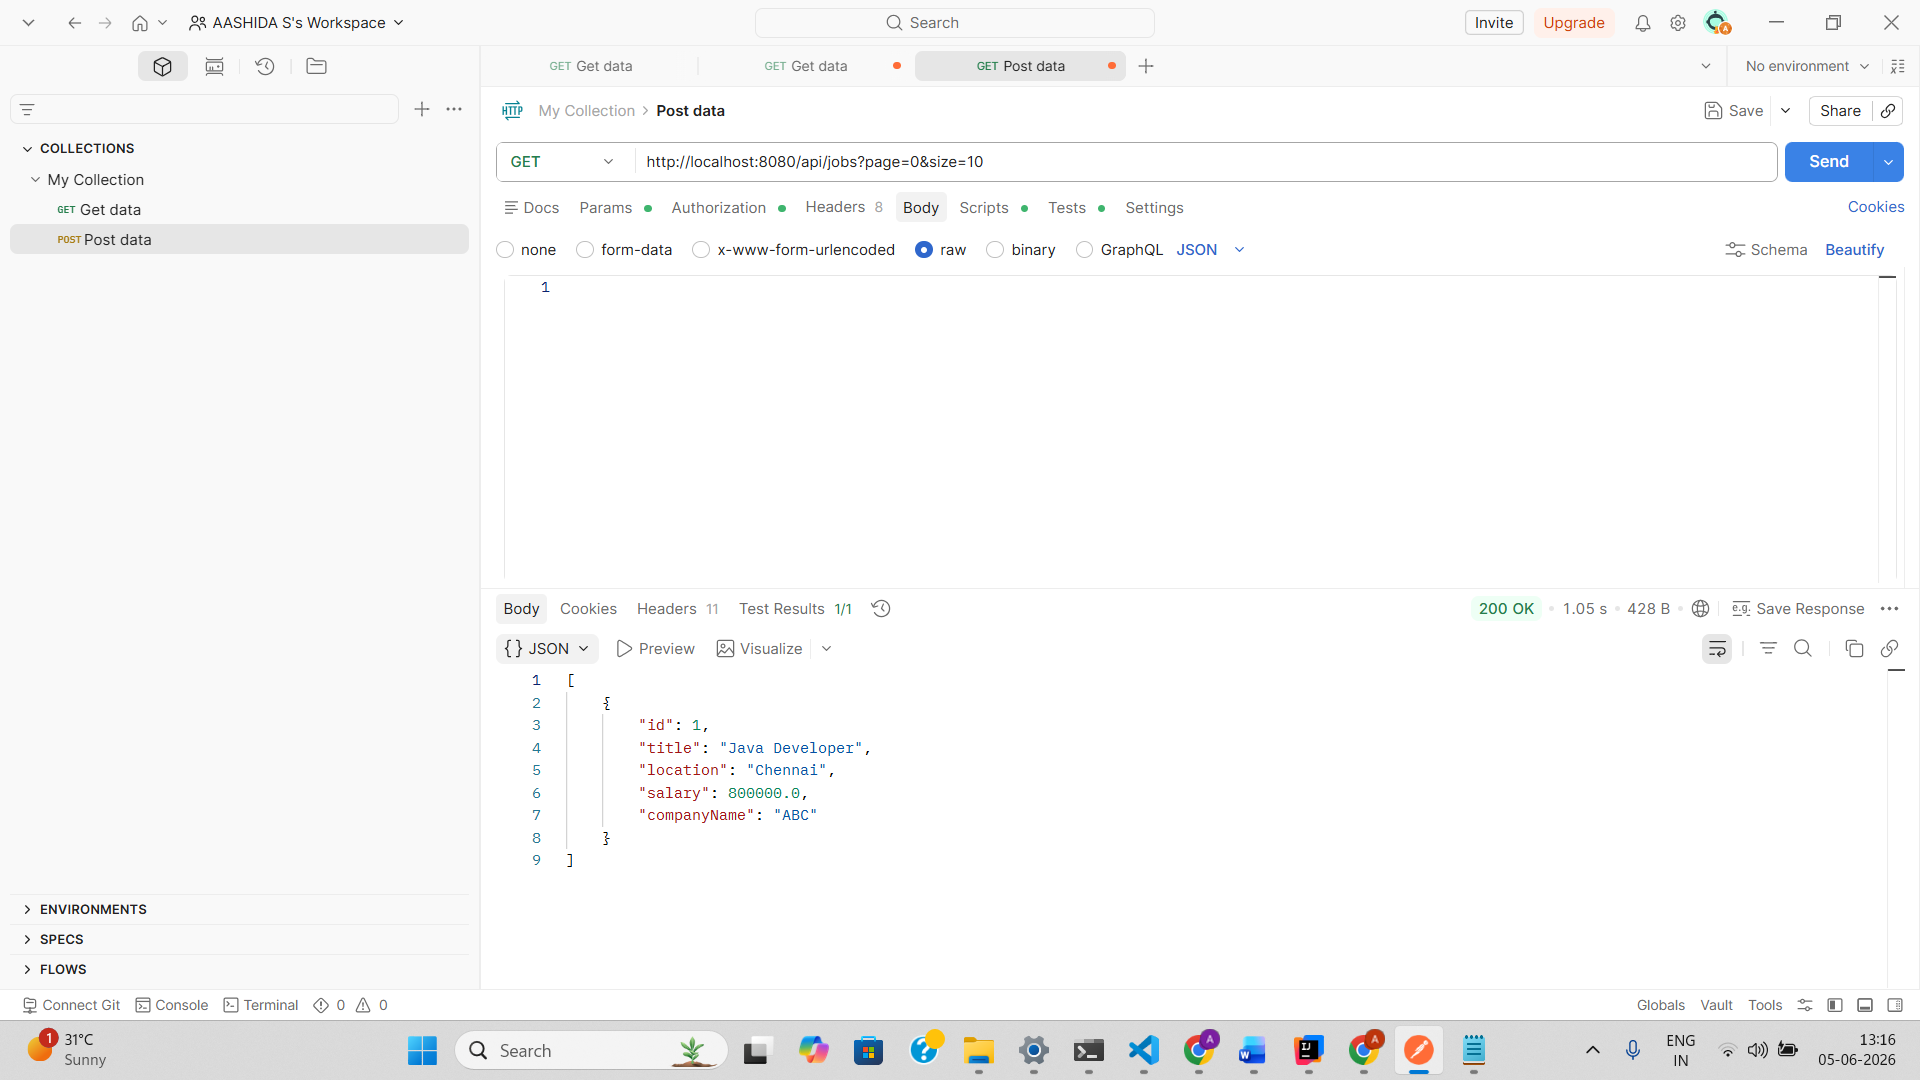 AASHIDA S's Workspace
Search
Invite
Upgrade
GET Get data
GET Get data
GET Post data
No environment
HTTP My Collection > Post data
Save
Share
GET
http://localhost:8080/api/jobs?page=0&size=10
Send
Docs Params Authorization Headers 8 Body Scripts Tests Settings
Cookies
none form-data x-www-form-urlencoded raw binary GraphQL JSON
Schema Beautify
1
COLLECTIONS
My Collection
GET Get data
POST Post data
ENVIRONMENTS
SPECS
FLOWS
Body Cookies Headers 11 Test Results 1/1
200 OK 1.05 s 428 B e.g. Save Response
{} JSON Preview Visualize
1 [
2 {
3 "id": 1,
4 "title": "Java Developer",
5 "location": "Chennai",
6 "salary": 800000.0,
7 "companyName": "ABC"
8 }
9 ]
Connect Git Console Terminal 0 0
Globals Vault Tools
1
31°C
Sunny
Search
A
A
ENG
IN
13:16
05-06-2026